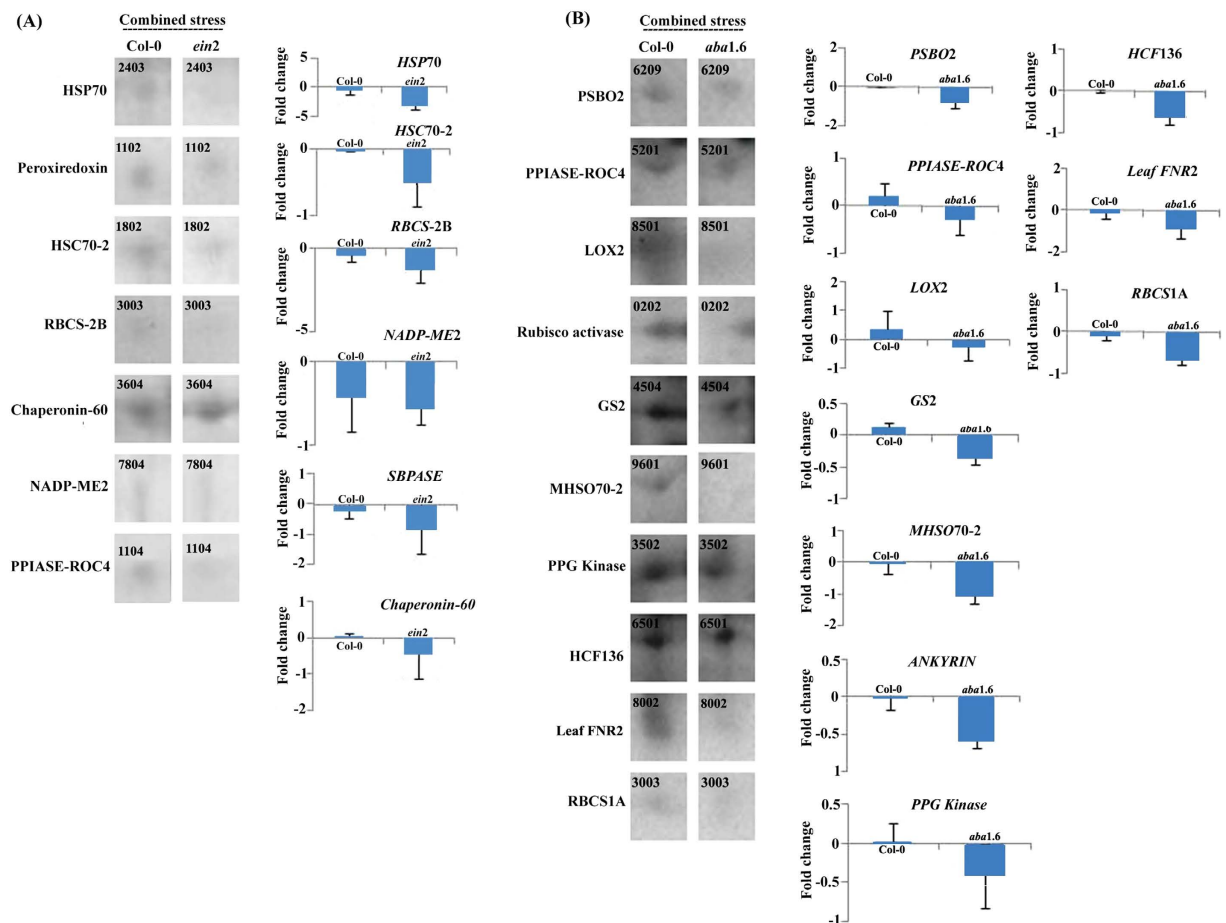 (A)
Combined stress
Col-0 ein2
HSP70 2403 2403
Peroxiredoxin 1102 1102
HSC70-2 1802 1802
RBCS-2B 3003 3003
Chaperonin-60 3604 3604
NADP-ME2 7804 7804
PPIASE-ROC4 1104 1104
HSP70
Fold change
5
0
-5
Col-0 ein2
HSC70-2
Fold change
0
-1
Col-0 ein2
RBCS-2B
Fold change
0
-5
Col-0 ein2
NADP-ME2
Fold change
0
-1
Col-0 ein2
SBPASE
Fold change
1
0
-1
-2
Col-0 ein2
Chaperonin-60
Fold change
1
0
-1
-2
Col-0 ein2
(B)
Combined stress
Col-0 aba1.6
PSBO2 6209 6209
PPIASE-ROC4 5201 5201
LOX2 8501 8501
Rubisco activase 0202 0202
GS2 4504 4504
MHSO70-2 9601 9601
PPG Kinase 3502 3502
HCF136 6501 6501
Leaf FNR2 8002 8002
RBCS1A 3003 3003
PSBO2
Fold change
2
0
-2
Col-0 aba1.6
PPIASE-ROC4
Fold change
1
0
-1
Col-0 aba1.6
LOX2
Fold change
2
1
0
-1
Col-0 aba1.6
GS2
Fold change
0.5
0
-0.5
-1
Col-0 aba1.6
MHSO70-2
Fold change
1
0
-1
-2
Col-0 aba1.6
ANKYRIN
Fold change
0.5
0
-0.5
1
Col-0 aba1.6
PPG Kinase
Fold change
0.5
0
-0.5
-1
Col-0 aba1.6
HCF136
Fold change
1
0
-1
Col-0 aba1.6
Leaf FNR2
Fold change
2
0
-2
Col-0 aba1.6
RBCS1A
Fold change
1
0
-1
Col-0 aba1.6